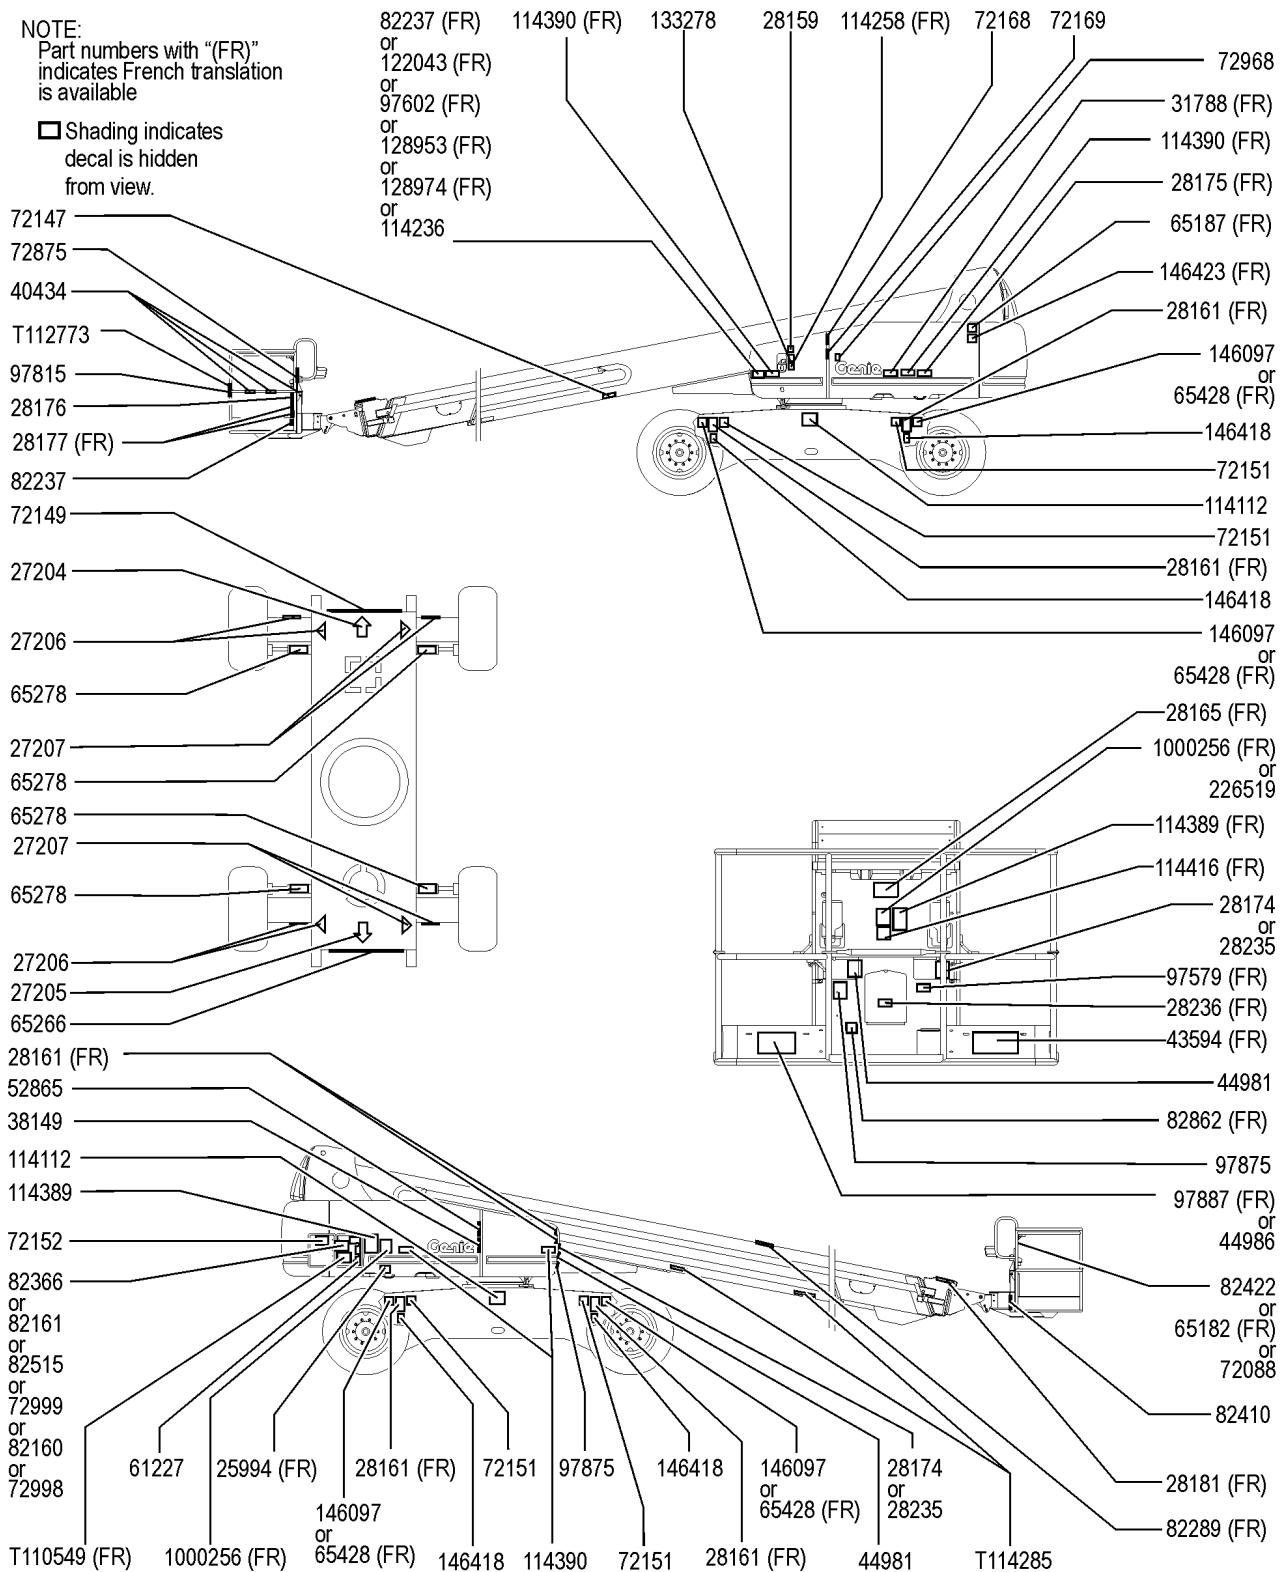 NOTE:
Part numbers with “(FR)”
indicates French translation
is available
Shading indicates
decal is hidden
from view.
82237 (FR)
or
122043 (FR)
or
97602 (FR)
or
128953 (FR)
or
128974 (FR)
or
114236
114390 (FR)
133278
28159
114258 (FR)
72168
72169
72968
31788 (FR)
114390 (FR)
28175 (FR)
65187 (FR)
146423 (FR)
28161 (FR)
146097
or
65428 (FR)
146418
72151
114112
72151
28161 (FR)
146418
146097
or
65428 (FR)
72147
72875
40434
T112773
97815
28176
28177 (FR)
82237
Genie
72149
27204
27206
65278
27207
65278
65278
27207
65278
27206
27205
65266
28165 (FR)
1000256 (FR)
or
226519
114389 (FR)
114416 (FR)
28174
or
28235
97579 (FR)
28236 (FR)
43594 (FR)
44981
82862 (FR)
97875
97887 (FR)
or
44986
28161 (FR)
52865
38149
114112
114389
72152
82366
or
82161
or
82515
or
72999
or
82160
or
72998
Genie
82422
or
65182 (FR)
or
72088
82410
28181 (FR)
82289 (FR)
61227
25994 (FR)
28161 (FR)
72151
97875
146418
146097
or
65428 (FR)
28174
or
28235
146097
or
65428 (FR)
T110549 (FR)
1000256 (FR)
146418
114390
72151
28161 (FR)
44981
T114285